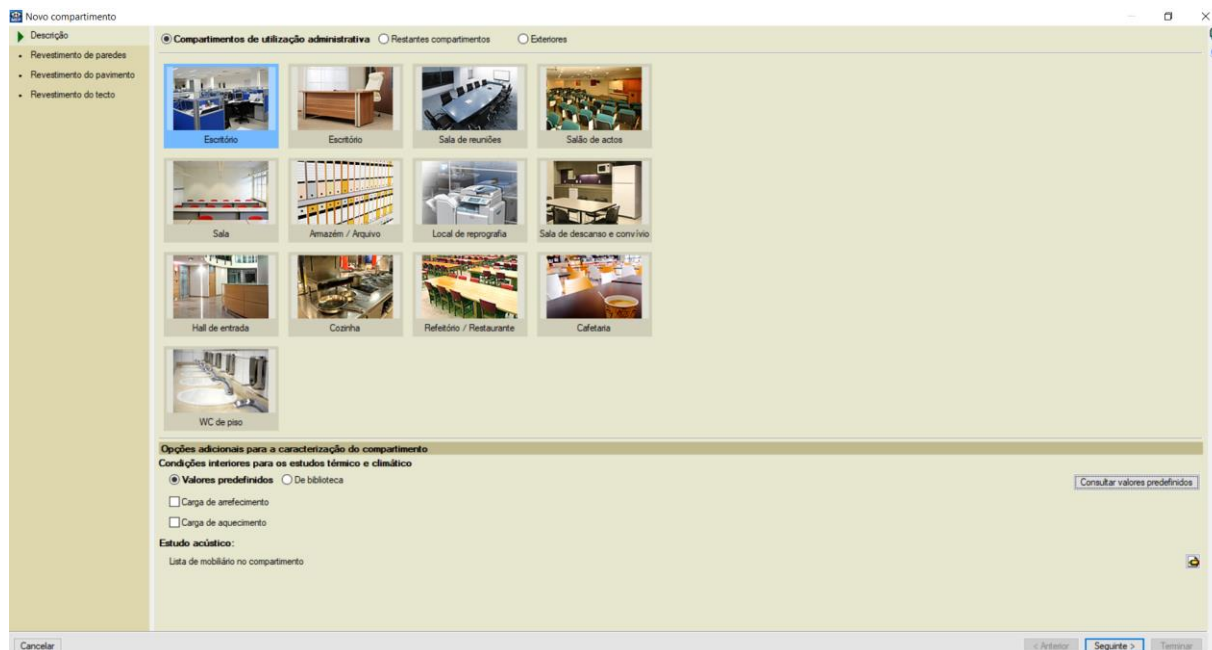 Novo compartimento
Descrição
Revestimento de paredes
Revestimento do pavimento
Revestimento do tecto
Compartimentos de utilização administrativa Restantes compartimentos Exteriores
Escritório Escritório Sala de reuniões Salão de actos
Sala Armazém / Arquivo Local de reprografia Sala de descanso e convívio
Hall de entrada Cozinha Refeitório / Restaurante Cafetaria
WC de piso
Opções adicionais para a caracterização do compartimento
Condições interiores para os estudos térmico e climático
Valores predefinidos De biblioteca Consultar valores predefinidos
Carga de arrefecimento
Carga de aquecimento
Estudo acústico:
Lista de mobiliário no compartimento
Cancelar < Anterior Seguinte > Terminar